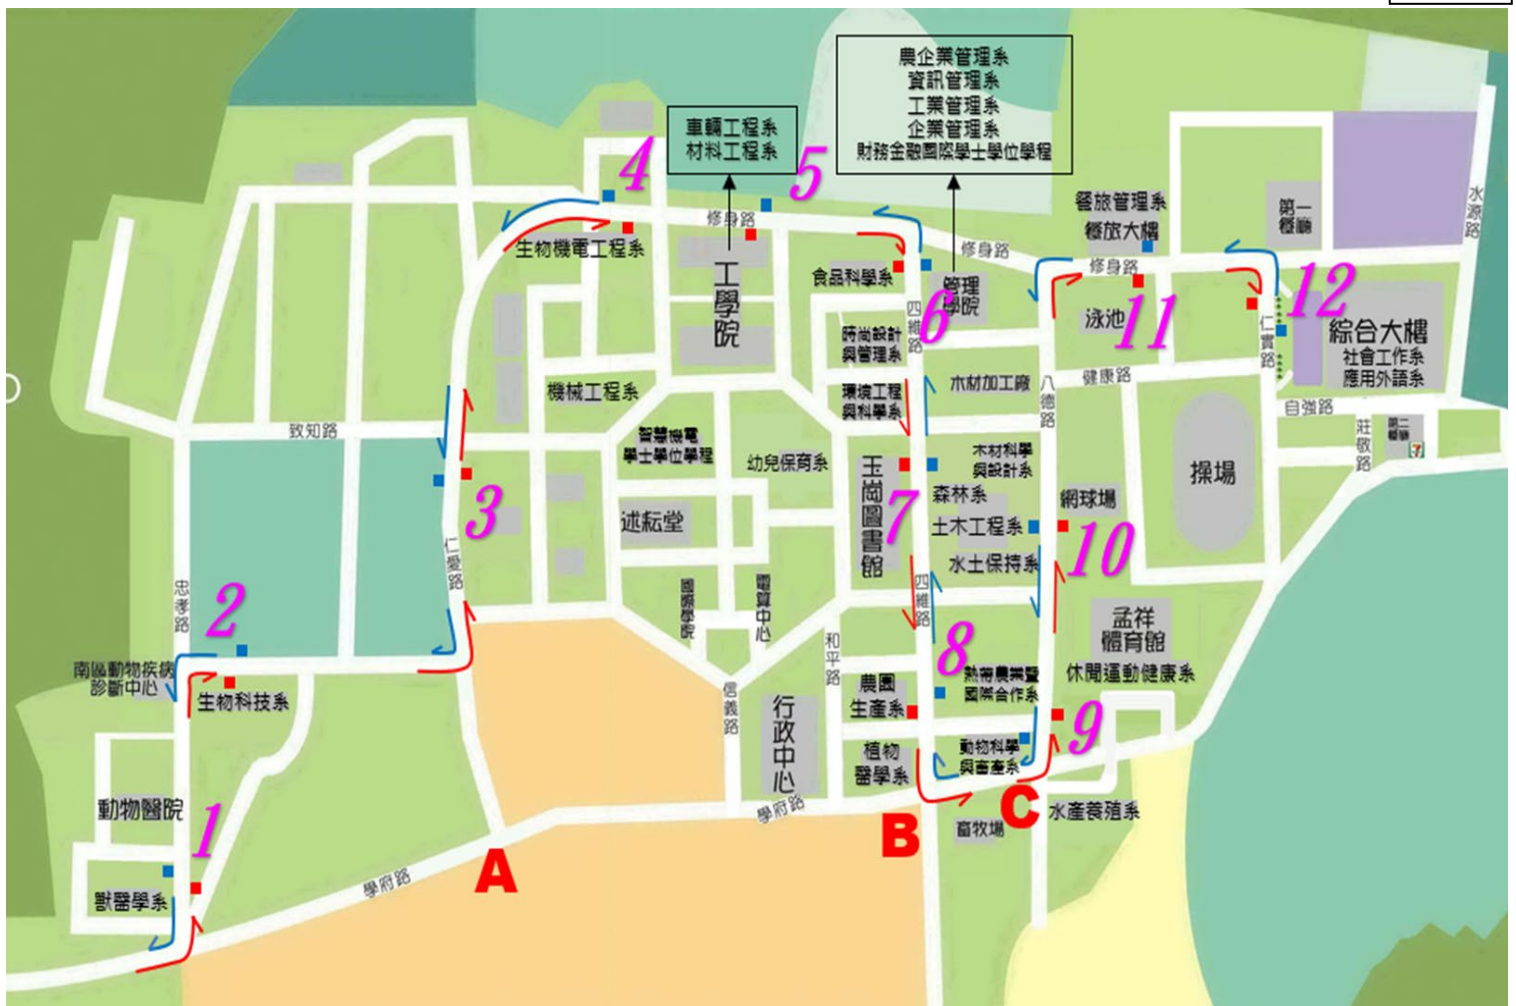 農企業管理系
資訊管理系
工業管理系
企業管理系
財務金融國際學士學位學程
車輛工程系
材料工程系
4
5
修身路
生物機電工程系
工學院
食品科學系
修身路
管理
學院
6
四維路
餐旅管理系
餐旅大樓
修身路
第一
餐廳
水源路
泳池
11
12
仁實路
綜合大樓
社會工作系
應用外語系
時尚設計
與管理系
機械工程系
環境工程
與科學系
木材加工廠
八德路
健康路
自強路
莊敬路
第二
餐廳
7
致知路
智慧機電
學士學位學程
幼兒保育系
玉崗圖書館
7
木材科學
與設計系
森林系
土木工程系
水土保持系
網球場
10
操場
3
述耘堂
仁愛路
忠孝路
2
國際學院
電算中心
四維路
8
和平路
孟祥
體育館
休閒運動健康系
南區動物疾病
診斷中心
生物科技系
農園
生產系
熱帶農業暨
國際合作系
信義路
行政中心
植物
醫學系
動物科學
與畜產系
9
動物醫院
1
學府路
B
C
畜牧場
水產養殖系
A
學府路
獸醫學系